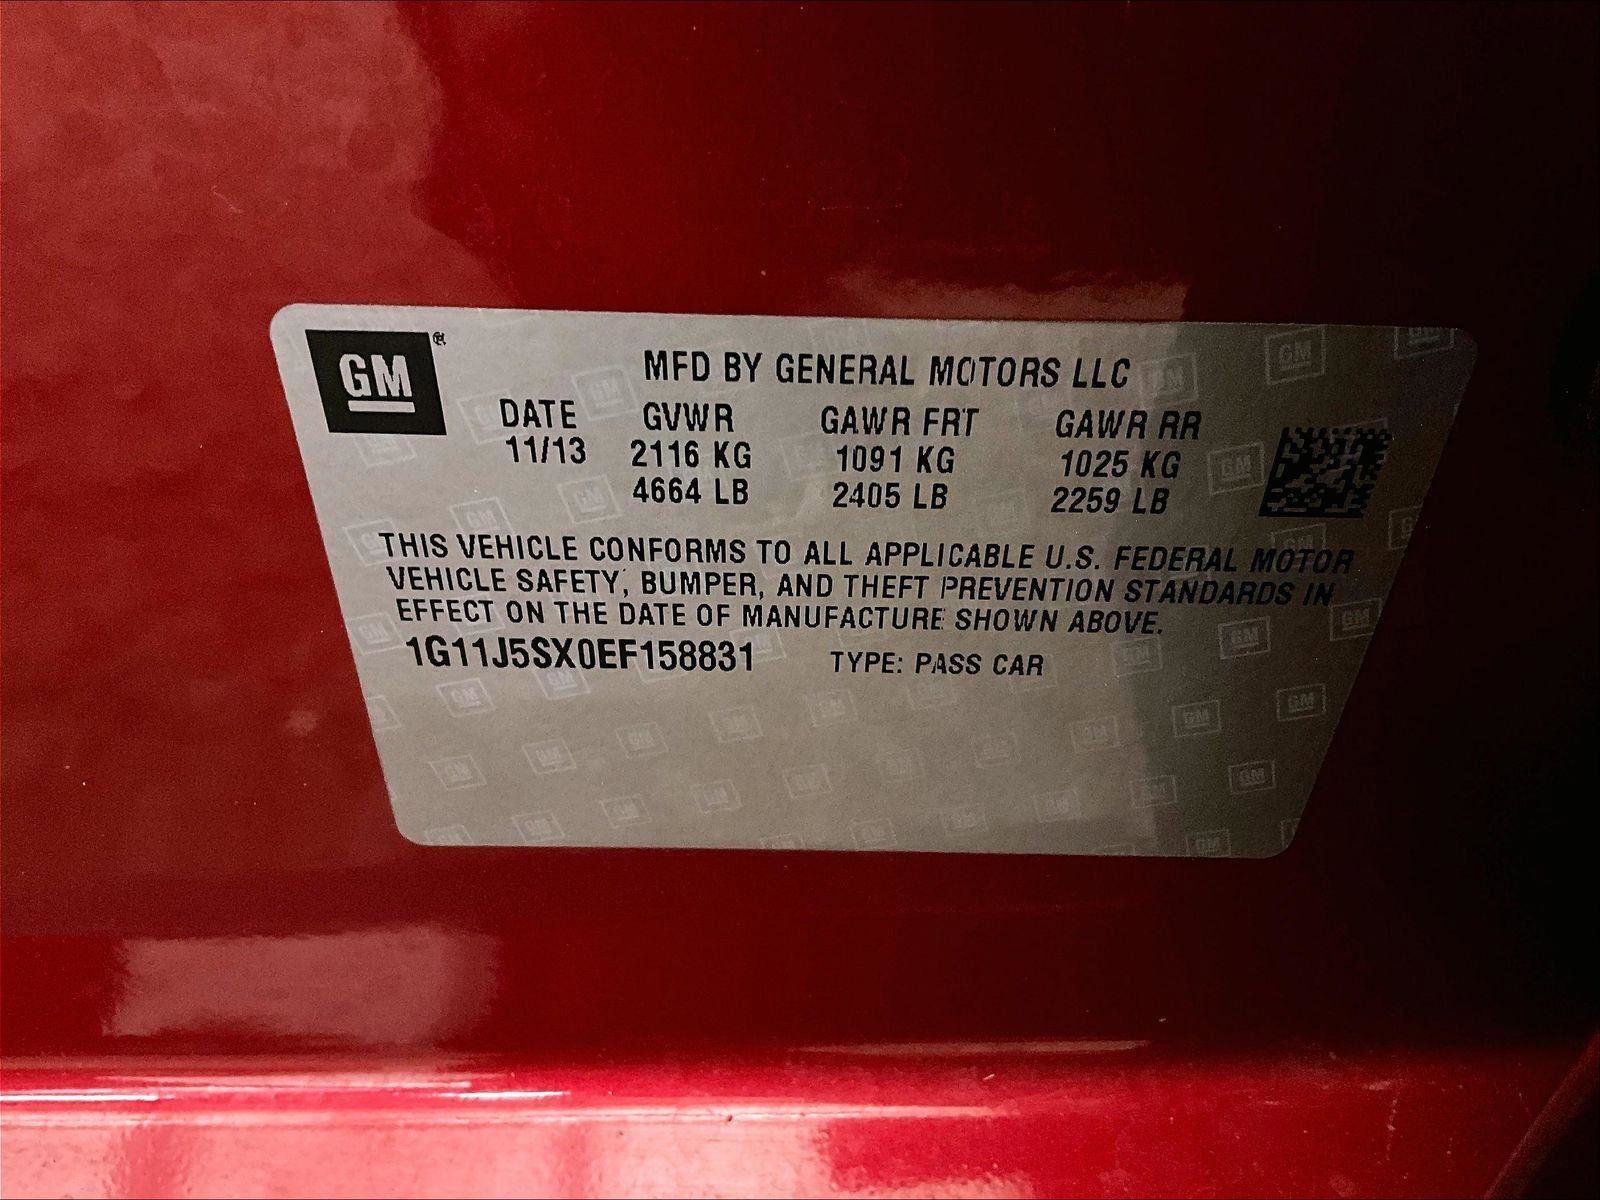 GM®
MFD BY GENERAL MOTORS LLC
DATE GVWR GAWR FRT GAWR RR
11/13 2116 KG 1091 KG 1025 KG
4664 LB 2405 LB 2259 LB
THIS VEHICLE CONFORMS TO ALL APPLICABLE U.S. FEDERAL MOTOR
VEHICLE SAFETY, BUMPER, AND THEFT PREVENTION STANDARDS IN
EFFECT ON THE DATE OF MANUFACTURE SHOWN ABOVE.
1G11J5SX0EF158831 TYPE: PASS CAR